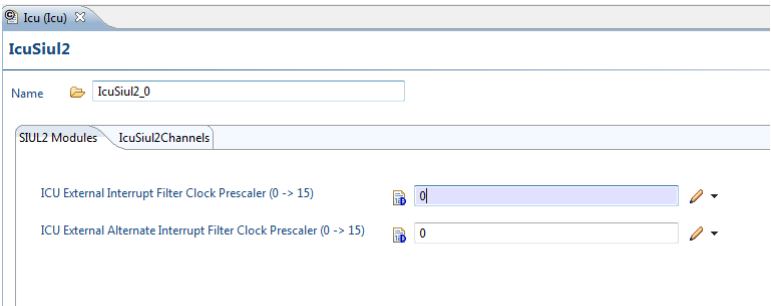 Icu (Icu)
IcuSiul2
Name IcuSiul2_0
SIUL2 Modules IcuSiul2Channels
ICU External Interrupt Filter Clock Prescaler (0 -> 15) 0
ICU External Alternate Interrupt Filter Clock Prescaler (0 -> 15) 0